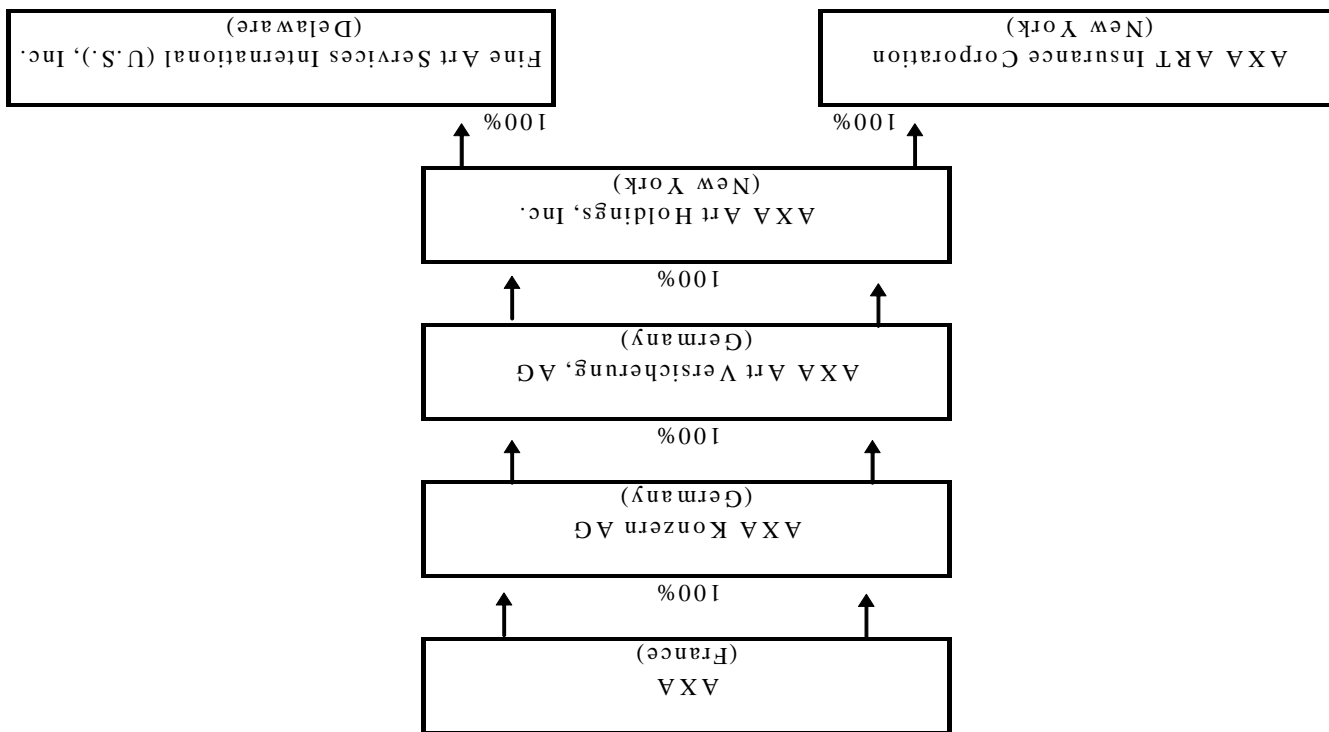 AXA
(France)
100%
AXA Konzern AG
(Germany)
100%
AXA Art Versicherung, AG
(Germany)
100%
AXA Art Holdings, Inc.
(New York)
100%
100%
AXA ART Insurance Corporation
(New York)
Fine Art Services International (U.S.), Inc.
(Delaware)